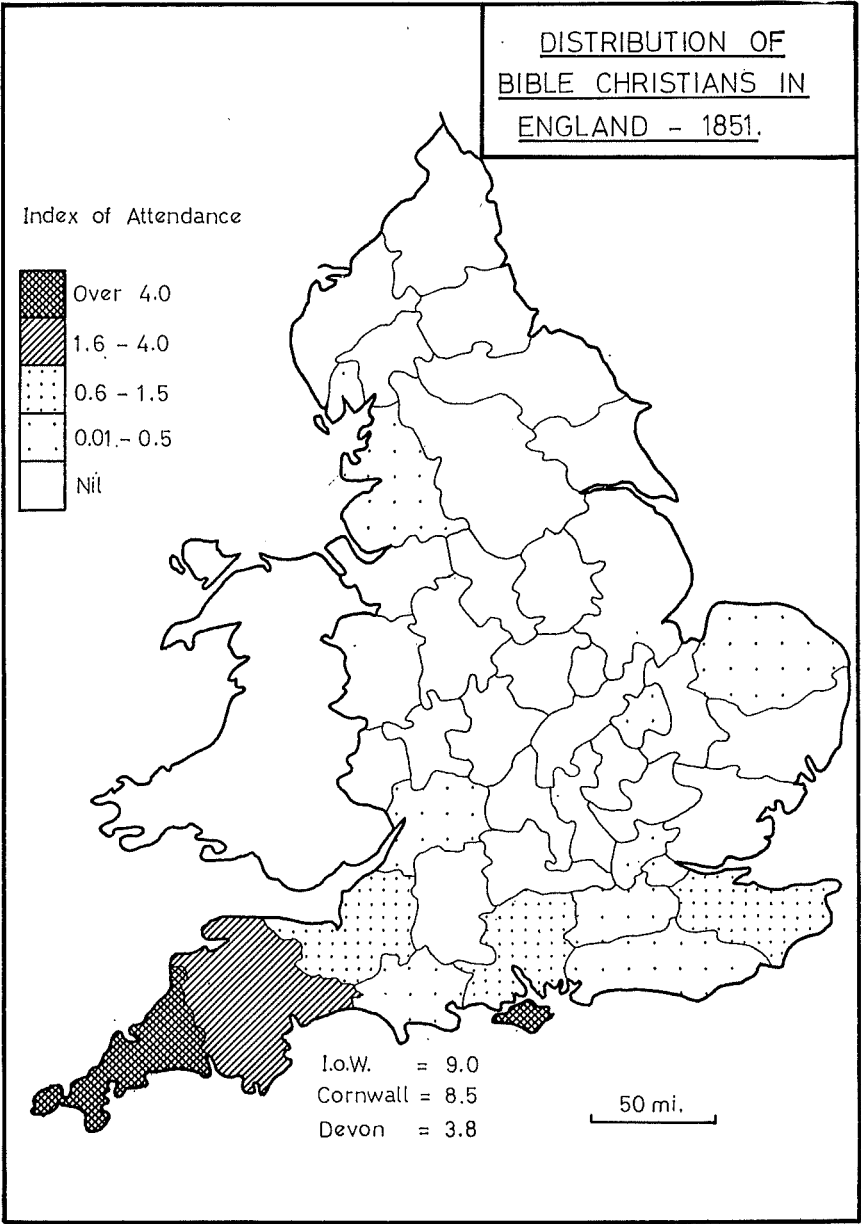 DISTRIBUTION OF
BIBLE CHRISTIANS IN
ENGLAND - 1851.
Index of Attendance
Over 4.0
1.6 - 4.0
0.6 - 1.5
0.01 - 0.5
Nil
I.o.W. = 9.0
Cornwall = 8.5
Devon = 3.8
50 mi.